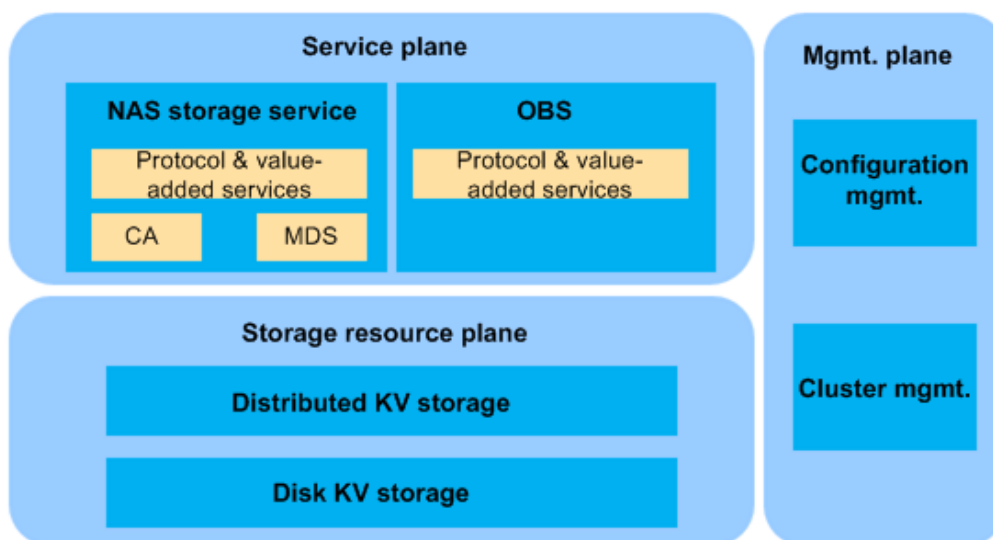 Service plane
NAS storage service
OBS
Protocol & value-
added services
Protocol & value-
added services
CA
MDS
Storage resource plane
Distributed KV storage
Disk KV storage
Mgmt. plane
Configuration
mgmt.
Cluster mgmt.